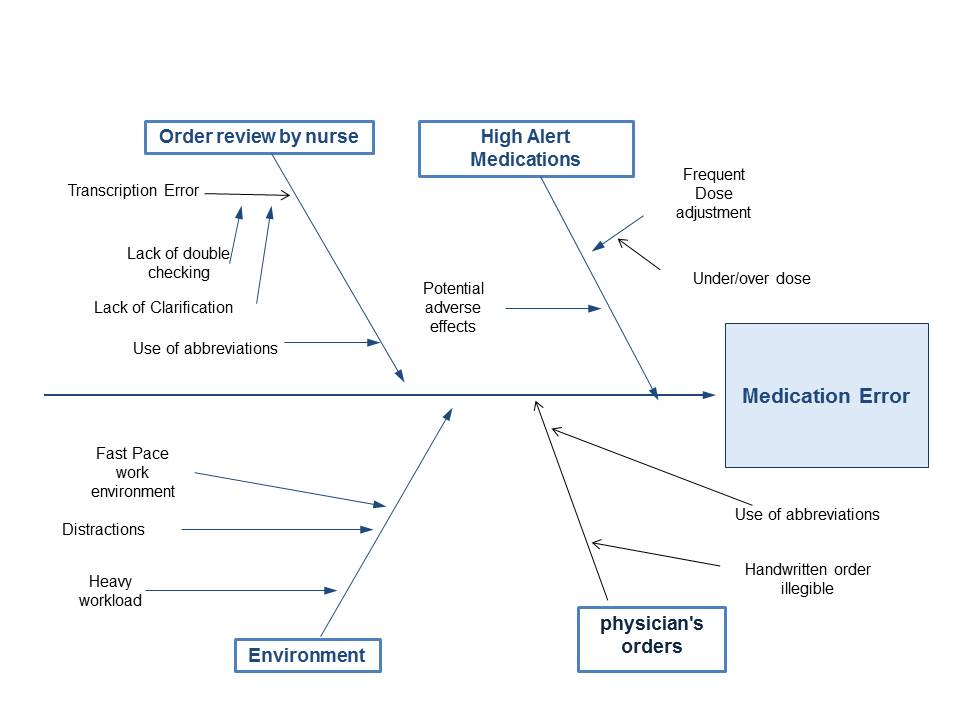 Order review by nurse
High Alert
Medications
Transcription Error
Frequent
Dose
adjustment
Lack of double
checking
Under/over dose
Potential
adverse
effects
Lack of Clarification
Use of abbreviations
Medication Error
Fast Pace
work
environment
Distractions
Use of abbreviations
Heavy
workload
Handwritten order
illegible
Environment
physician's
orders